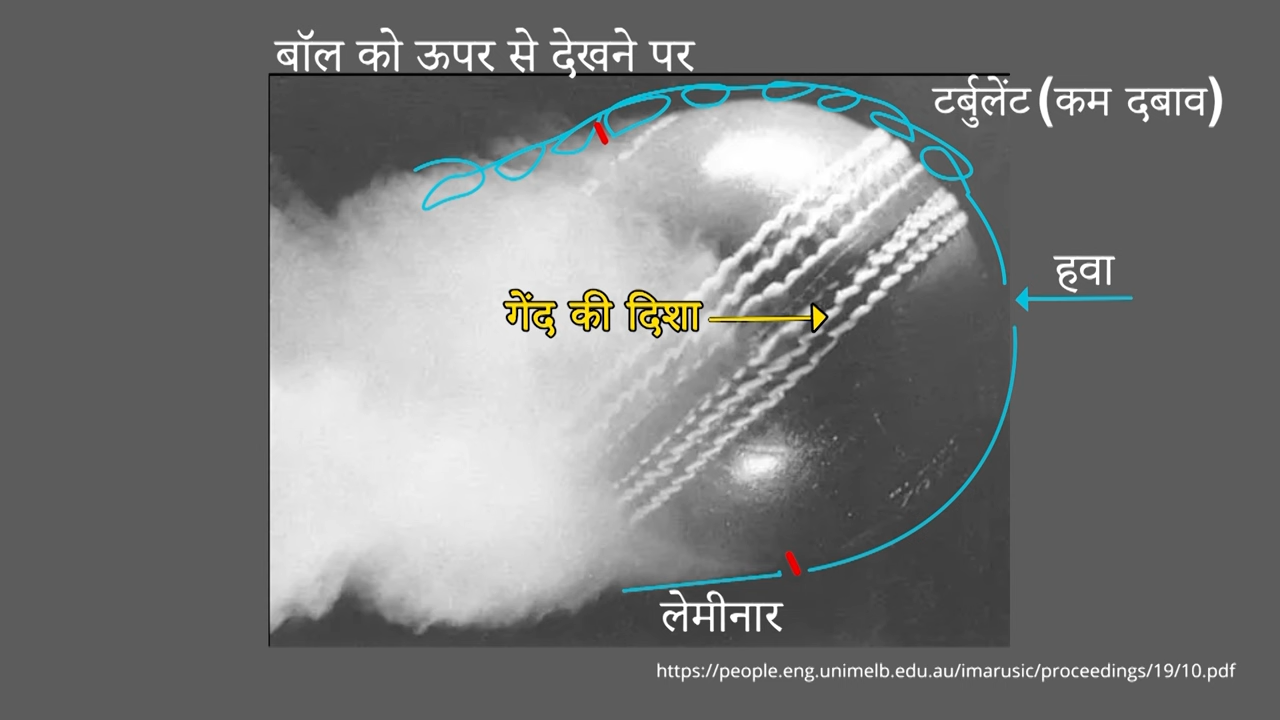 बॉल को ऊपर से देखने पर
टर्बुलेंट (कम दबाव)
हवा
गेंद की दिशा
लेमीनार
https://people.eng.unimelb.edu.au/imarusic/proceedings/19/10.pdf